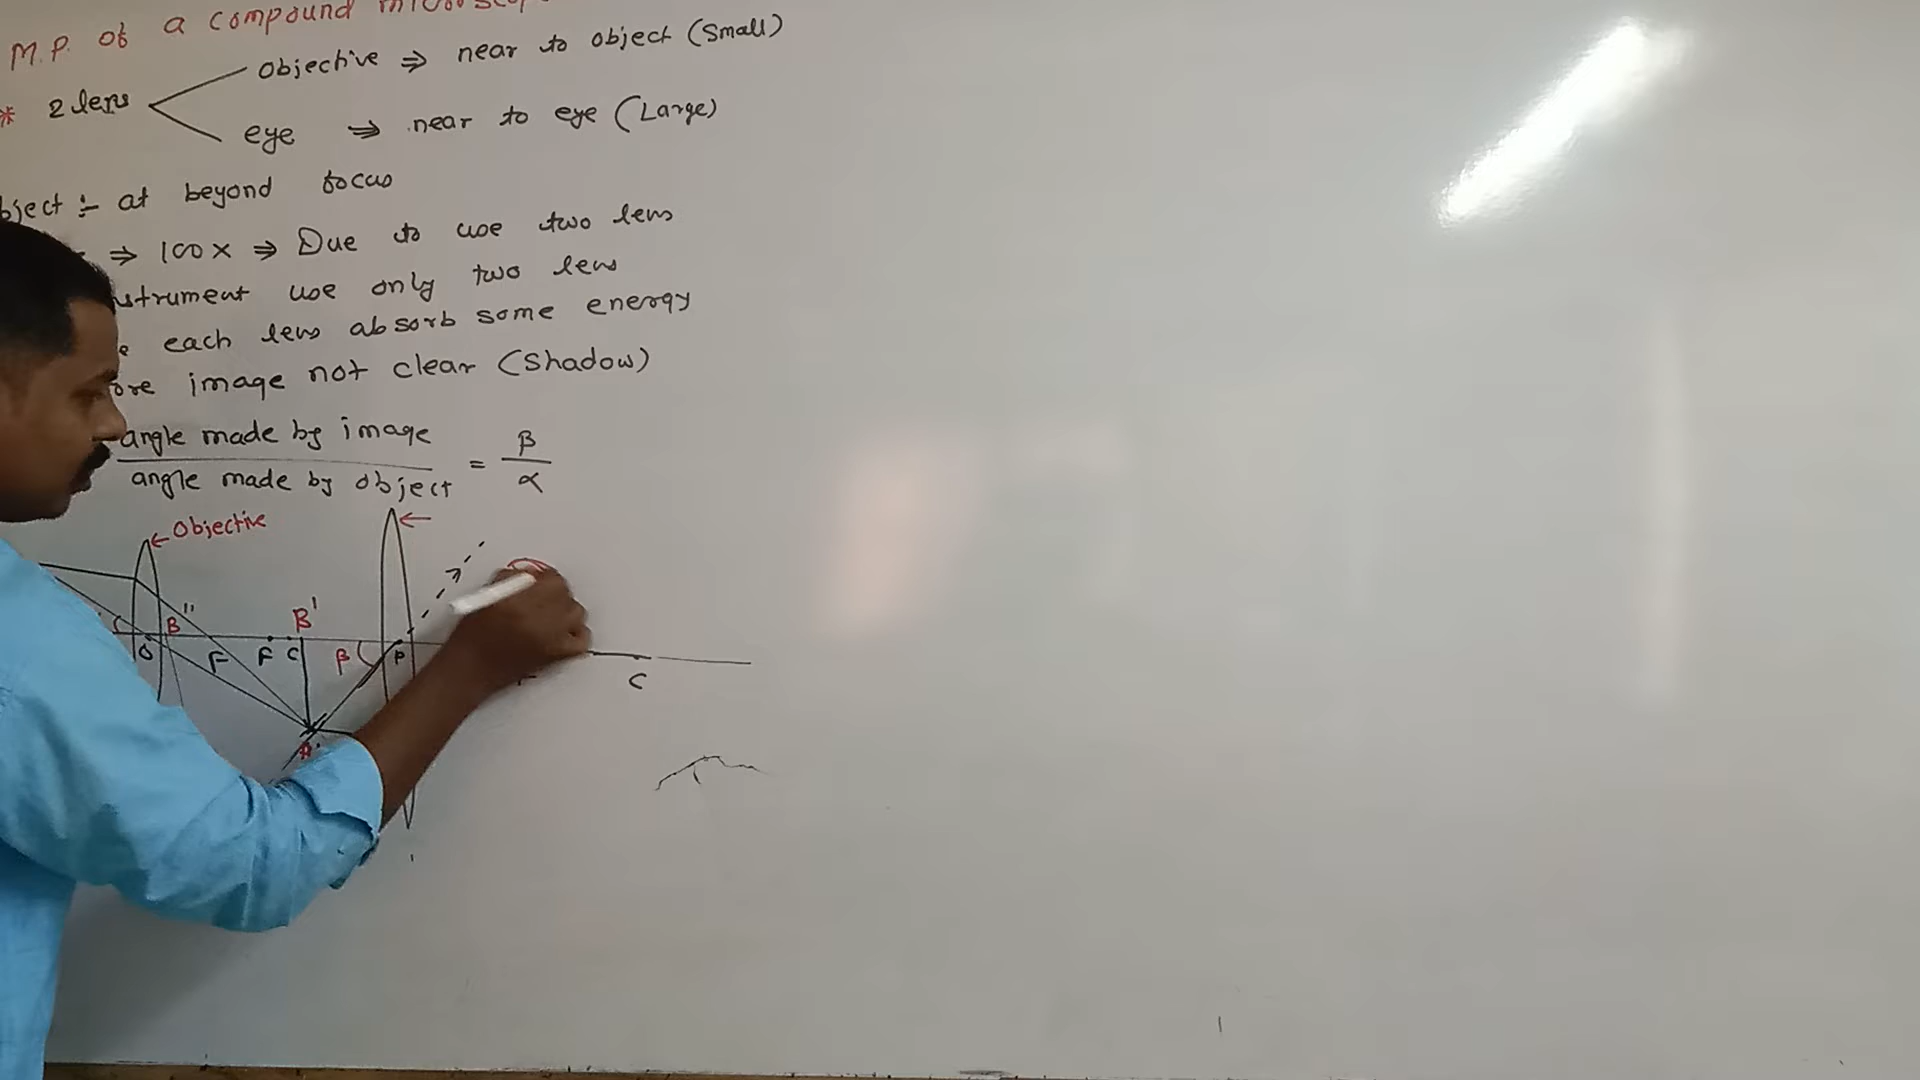 M.P. of a compound
* 2 lens
objective ⇒ near to object (small)
eye ⇒ near to eye (Large)
bject :- at beyond focus
⇒ 100x ⇒ Due to use two lens
strument use only two lens
each lens absorb some energy
ore image not clear (Shadow)
angle made by image
angle made by object
= β
α
← Objective
←
B" B'
O F F C β P
C
A'